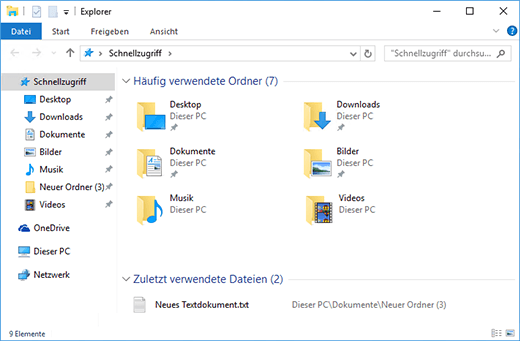 Explorer
Datei Start Freigeben Ansicht
Schnellzugriff
"Schnellzugriff" durchsu...
Schnellzugriff
Desktop
Downloads
Dokumente
Bilder
Musik
Neuer Ordner (3)
Videos
OneDrive
Dieser PC
Netzwerk
Häufig verwendete Ordner (7)
Desktop
Dieser PC
Downloads
Dieser PC
Dokumente
Dieser PC
Bilder
Dieser PC
Musik
Dieser PC
Videos
Dieser PC
Zuletzt verwendete Dateien (2)
Neues Textdokument.txt Dieser PC\Dokumente\Neuer Ordner (3)
9 Elemente